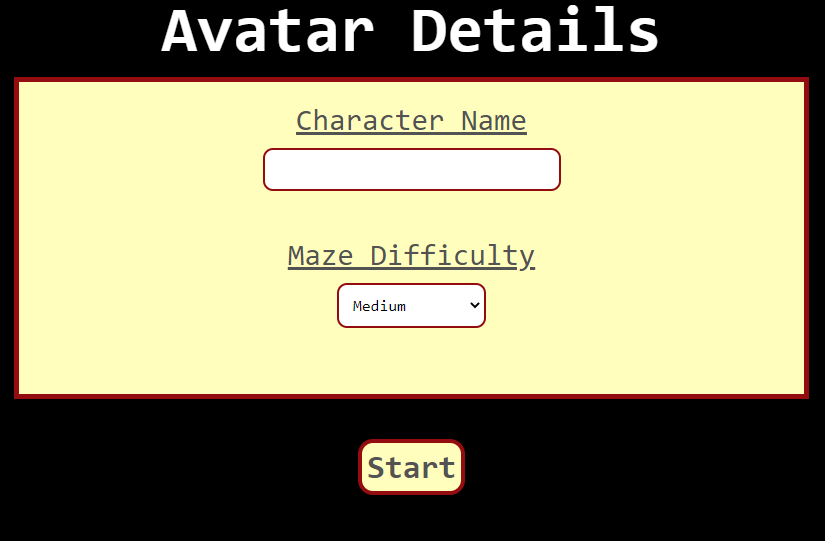 Avatar Details
Character Name
Maze Difficulty
Medium
Start